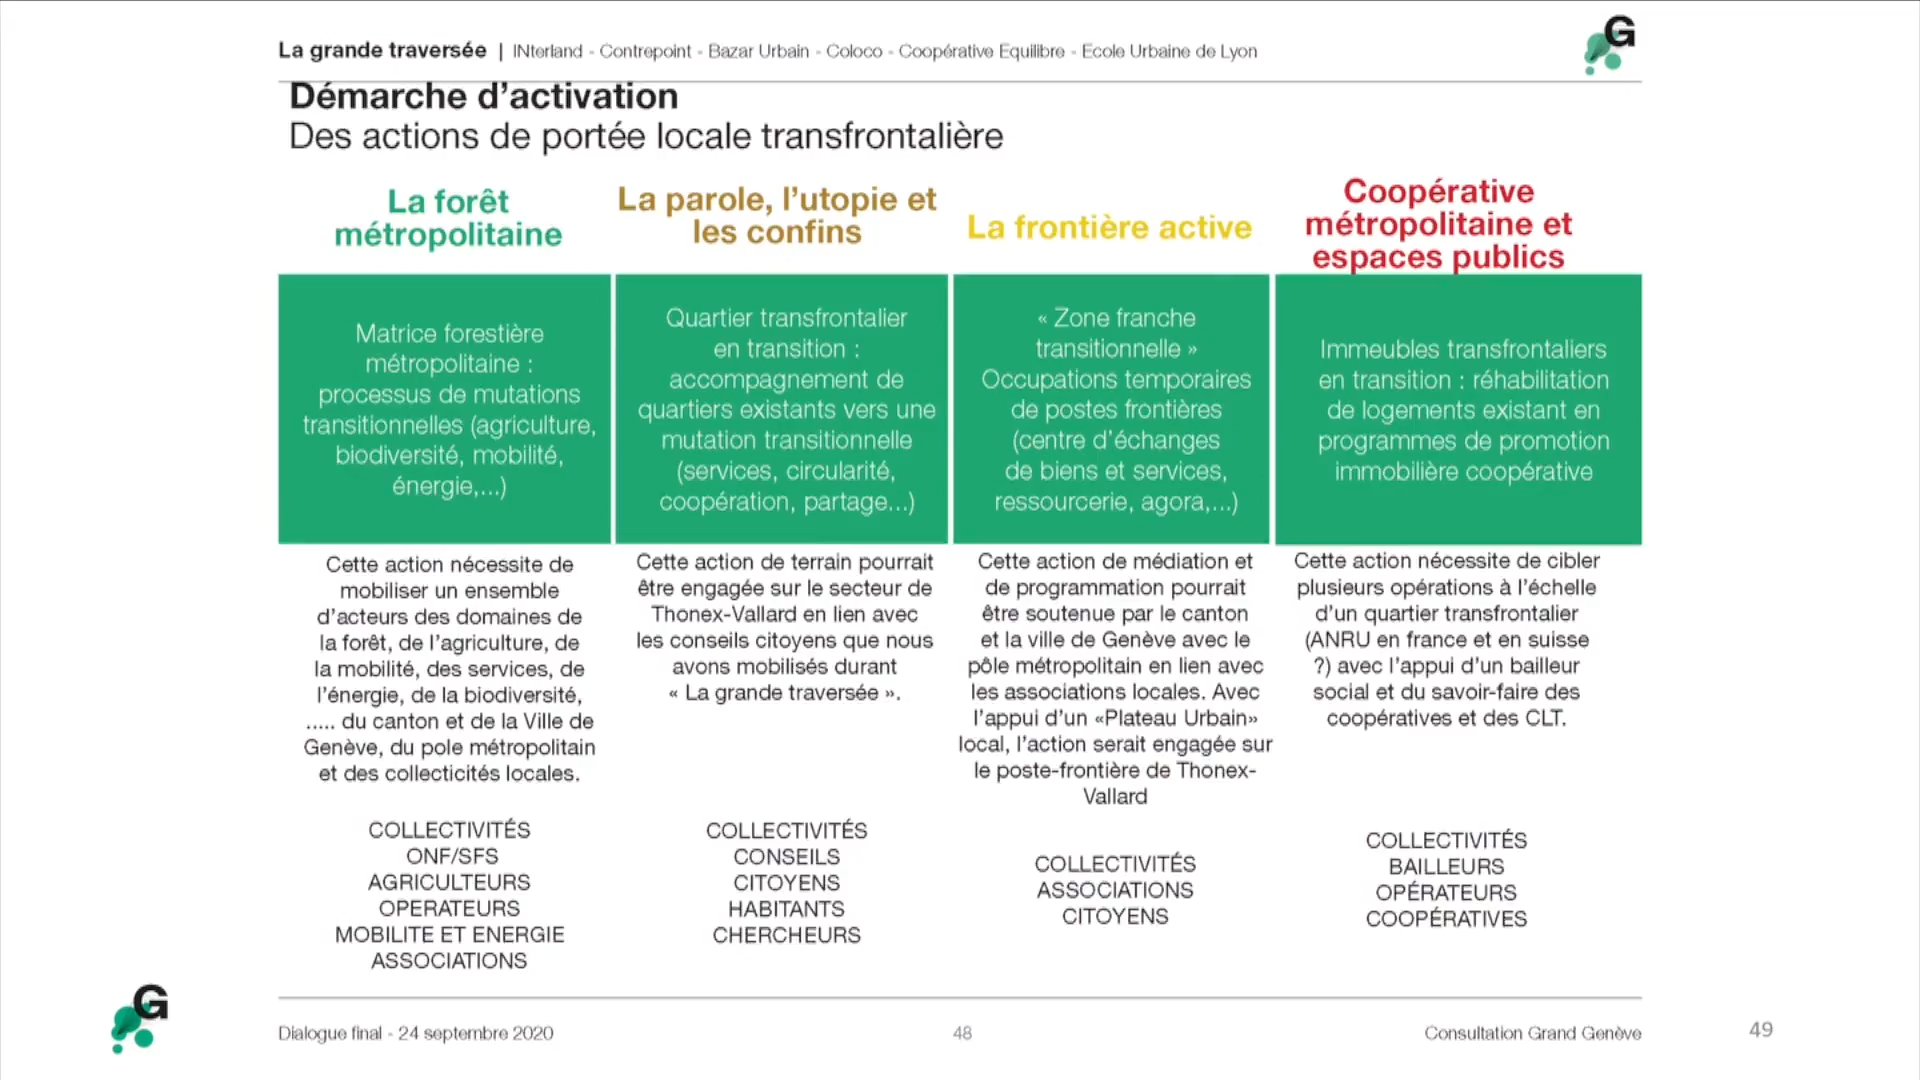 La grande traversée | INterland - Contrepoint - Bazar Urbain - Coloco - Coopérative Equilibre - Ecole Urbaine de Lyon
G
Démarche d’activation
Des actions de portée locale transfrontalière
La forêt
métropolitaine
La parole, l’utopie et
les confins
La frontière active
Coopérative
métropolitaine et
espaces publics
Matrice forestière
métropolitaine :
processus de mutations
transitionnelles (agriculture,
biodiversité, mobilité,
énergie,...)
Quartier transfrontalier
en transition :
accompagnement de
quartiers existants vers une
mutation transitionnelle
(services, circularité,
coopération, partage...)
« Zone franche
transitionnelle »
Occupations temporaires
de postes frontières
(centre d’échanges
de biens et services,
ressourcerie, agora,...)
Immeubles transfrontaliers
en transition : réhabilitation
de logements existant en
programmes de promotion
immobilière coopérative
Cette action nécessite de
mobiliser un ensemble
d’acteurs des domaines de
la forêt, de l’agriculture, de
la mobilité, des services, de
l’énergie, de la biodiversité,
..... du canton et de la Ville de
Genève, du pole métropolitain
et des collecticités locales.
Cette action de terrain pourrait
être engagée sur le secteur de
Thonex-Vallard en lien avec
les conseils citoyens que nous
avons mobilisés durant
« La grande traversée ».
Cette action de médiation et
de programmation pourrait
être soutenue par le canton
et la ville de Genève avec le
pôle métropolitain en lien avec
les associations locales. Avec
l’appui d’un «Plateau Urbain»
local, l’action serait engagée sur
le poste-frontière de Thonex-
Vallard
Cette action nécessite de cibler
plusieurs opérations à l’échelle
d’un quartier transfrontalier
(ANRU en france et en suisse
?) avec l’appui d’un bailleur
social et du savoir-faire des
coopératives et des CLT.
COLLECTIVITÉS
ONF/SFS
AGRICULTEURS
OPERATEURS
MOBILITE ET ENERGIE
ASSOCIATIONS
COLLECTIVITÉS
CONSEILS
CITOYENS
HABITANTS
CHERCHEURS
COLLECTIVITÉS
ASSOCIATIONS
CITOYENS
COLLECTIVITÉS
BAILLEURS
OPÉRATEURS
COOPÉRATIVES
G
Dialogue final - 24 septembre 2020
48
Consultation Grand Genève
49